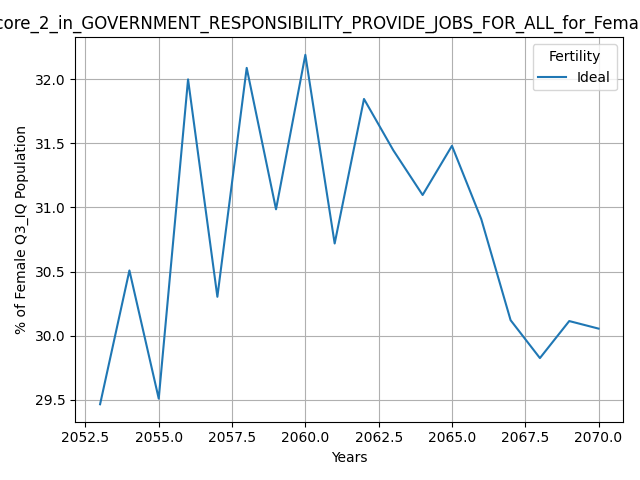 core_2_in_GOVERNMENT_RESPONSIBILITY_PROVIDE_JOBS_FOR_ALL_for_Fema
Fertility
Ideal
% of Female Q3_IQ Population
32.0
31.5
31.0
30.5
30.0
29.5
2052.5 2055.0 2057.5 2060.0 2062.5 2065.0 2067.5 2070.0
Years